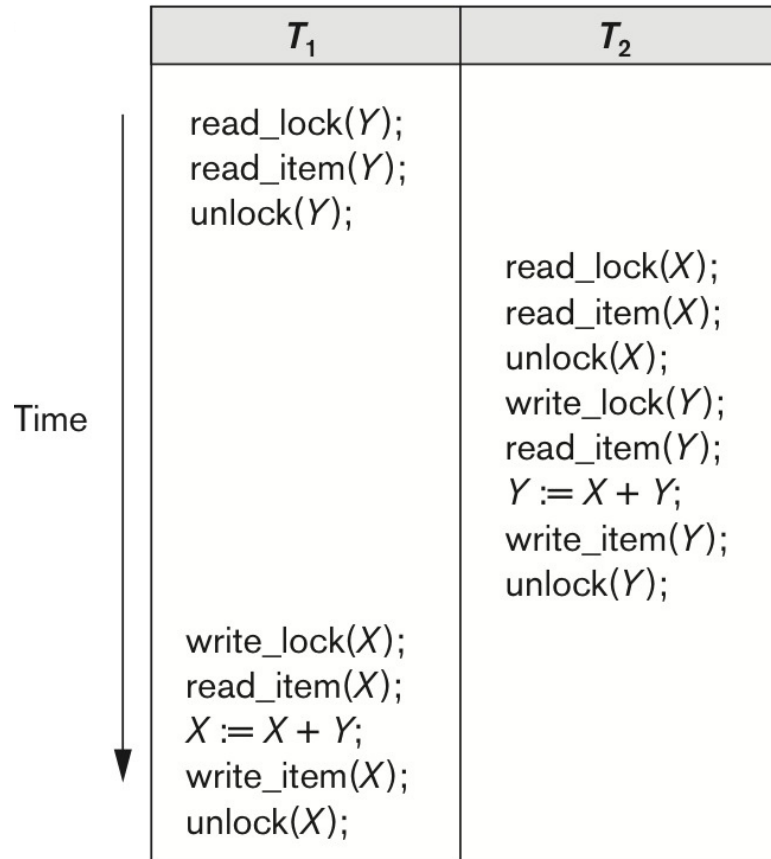 T₁ T₂
read_lock(Y);
read_item(Y);
unlock(Y);
read_lock(X);
read_item(X);
unlock(X);
write_lock(Y);
read_item(Y);
Y := X + Y;
write_item(Y);
unlock(Y);
Time
write_lock(X);
read_item(X);
X := X + Y;
write_item(X);
unlock(X);